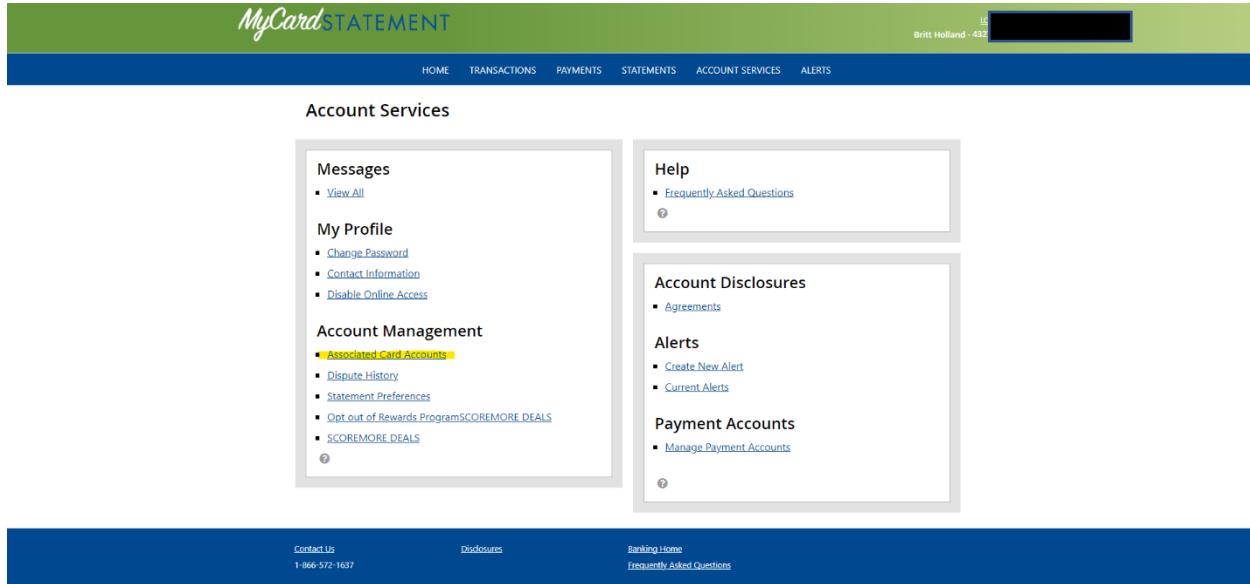 MyCardSTATEMENT
Britt Holland - 432
HOME TRANSACTIONS PAYMENTS STATEMENTS ACCOUNT SERVICES ALERTS
Account Services
Messages
View All
My Profile
Change Password
Contact Information
Disable Online Access
Account Management
Associated Card Accounts
Dispute History
Statement Preferences
Opt out of Rewards ProgramSCOREMORE DEALS
SCOREMORE DEALS
?
Help
Frequently Asked Questions
?
Account Disclosures
Agreements
Alerts
Create New Alert
Current Alerts
Payment Accounts
Manage Payment Accounts
?
Contact Us
1-866-572-1637
Disclosures
Banking Home
Frequently Asked Questions